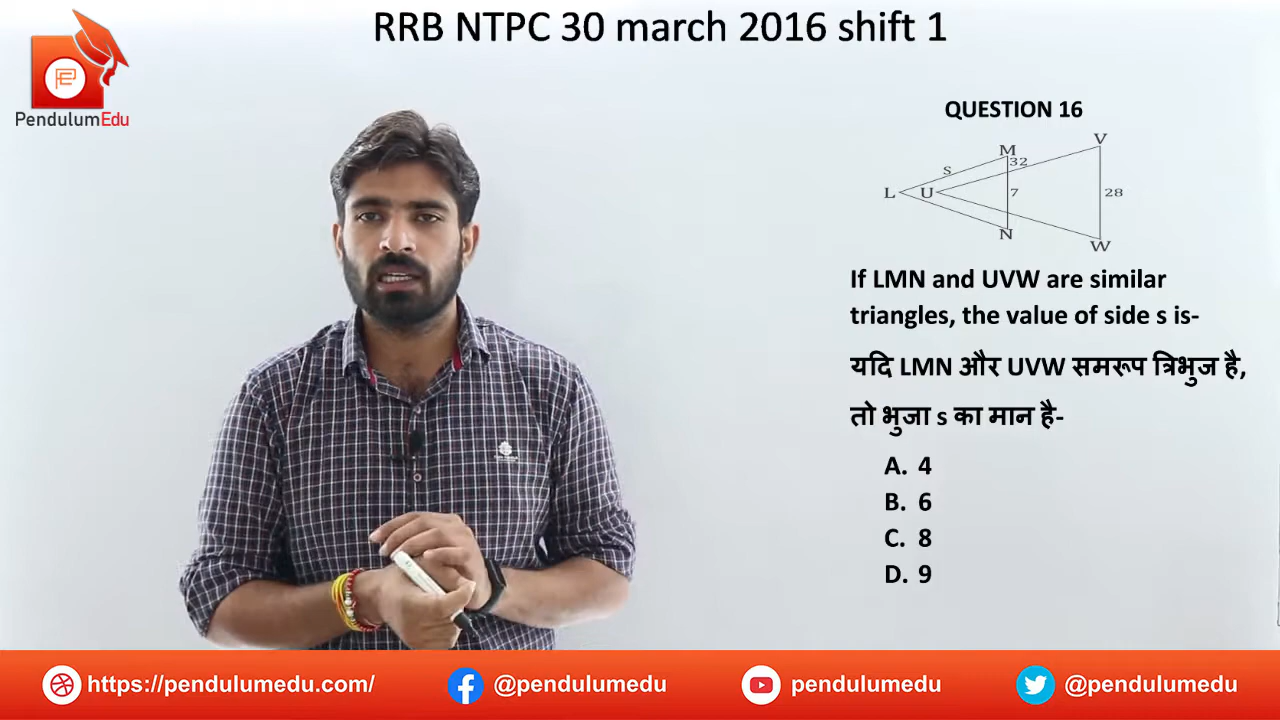 RRB NTPC 30 march 2016 shift 1
PendulumEdu
QUESTION 16
M
V
32
S
L
U
7
28
N
W
If LMN and UVW are similar
triangles, the value of side s is-
यदि LMN और UVW समरूप त्रिभुज है,
तो भुजा s का मान है-
A. 4
B. 6
C. 8
D. 9
https://pendulumedu.com/
@pendulumedu
pendulumedu
@pendulumedu